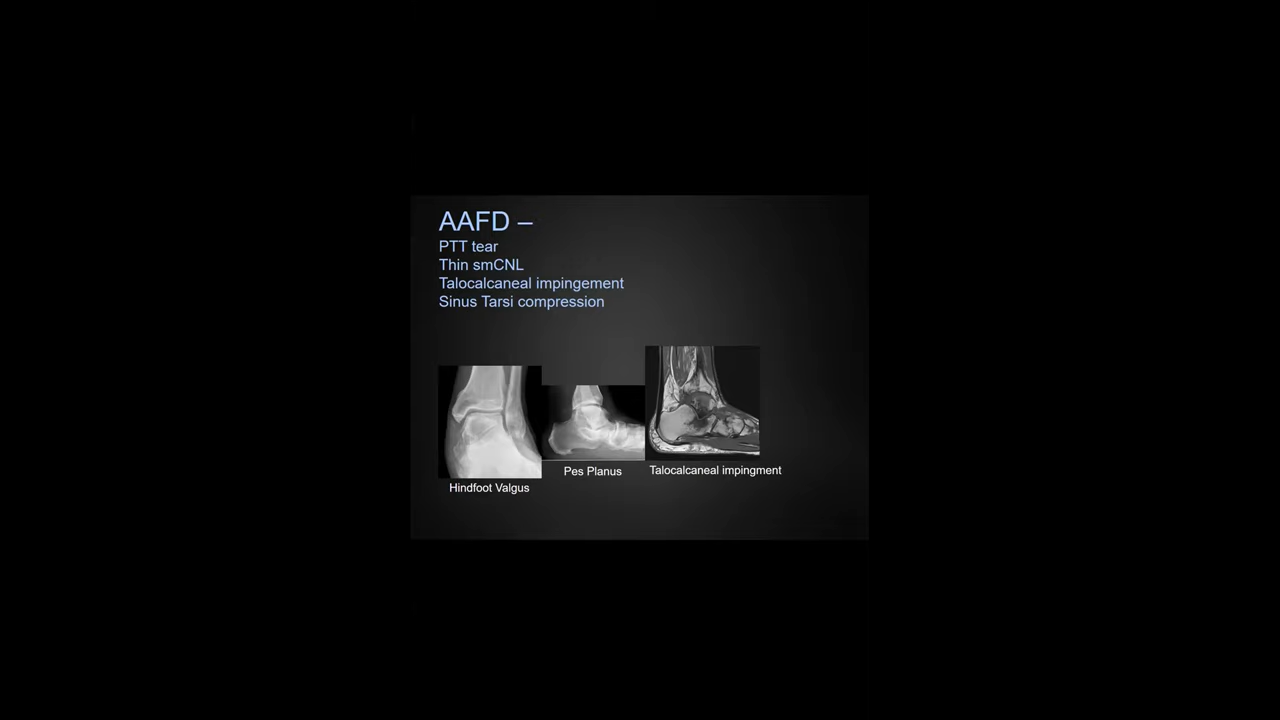 AAFD –
PTT tear
Thin smCNL
Talocalcaneal impingement
Sinus Tarsi compression
Hindfoot Valgus
Pes Planus
Talocalcaneal impingment